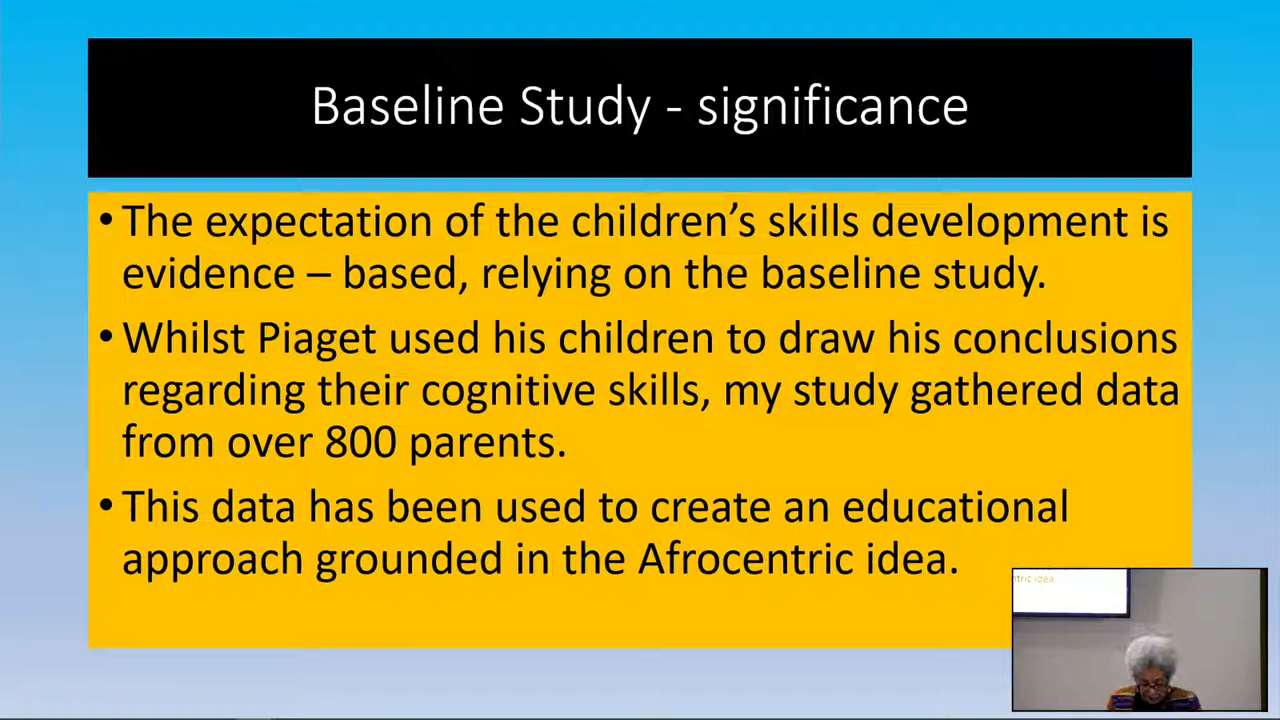 Baseline Study - significance
• The expectation of the children’s skills development is
evidence – based, relying on the baseline study.
• Whilst Piaget used his children to draw his conclusions
regarding their cognitive skills, my study gathered data
from over 800 parents.
• This data has been used to create an educational
approach grounded in the Afrocentric idea.
ntric idea.